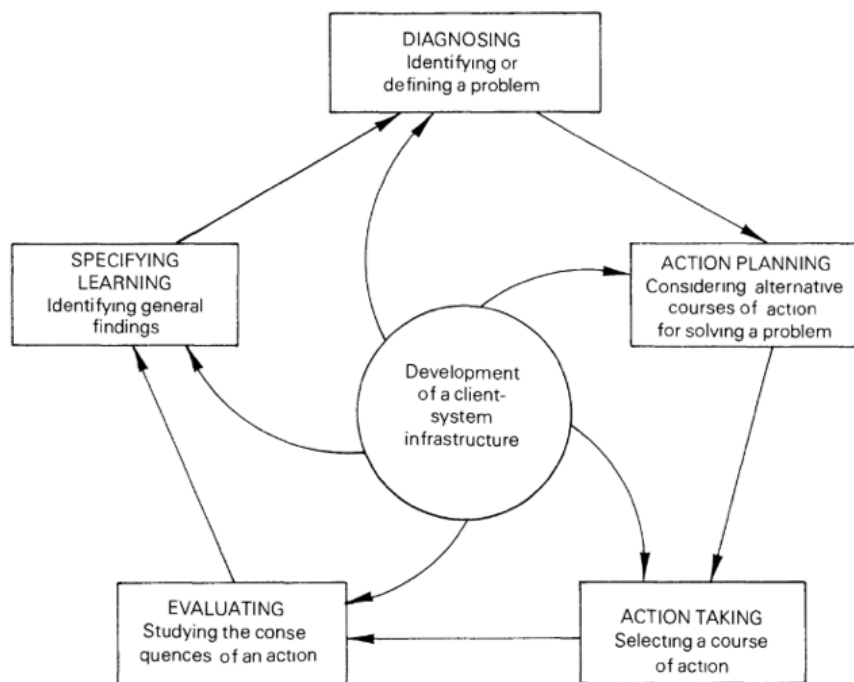 DIAGNOSING
Identifying or
defining a problem
SPECIFYING
LEARNING
Identifying general
findings
ACTION PLANNING
Considering alternative
courses of action
for solving a problem
Development
of a client-
system
infrastructure
EVALUATING
Studying the conse
quences of an action
ACTION TAKING
Selecting a course
of action